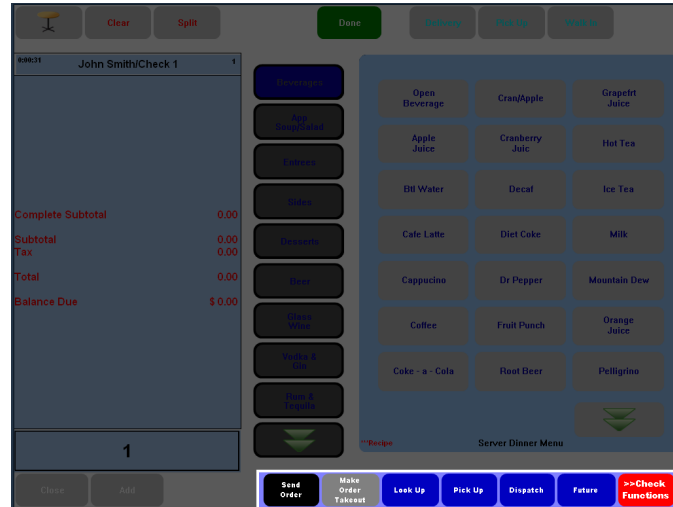 Clear
Split
Done
Delivery
Pick Up
0:00:31
John Smith/Check 1
1
Complete Subtotal 0.00
Subtotal 0.00
Tax 0.00
Total 0.00
Balance Due $ 0.00
1
Close
Add
Beverages
App
Soup/Salad
Entrees
Sides
Desserts
Beer
Glass
Wine
Vodka &
Gin
Rum &
Tequila
Open
Beverage
Cran/Apple
Grapefrt
Juice
Apple
Juice
Cranberry
Juic
Hot Tea
Btl Water
Decaf
Ice Tea
Cafe Latte
Diet Coke
Milk
Cappucino
Dr Pepper
Mountain Dew
Coffee
Fruit Punch
Orange
Juice
Coke - a - Cola
Root Beer
Pelligrino
***Recipe
Server Dinner Menu
Send
Order
Make
Order
Takeout
Look Up
Pick Up
Dispatch
Future
>>Check
Functions